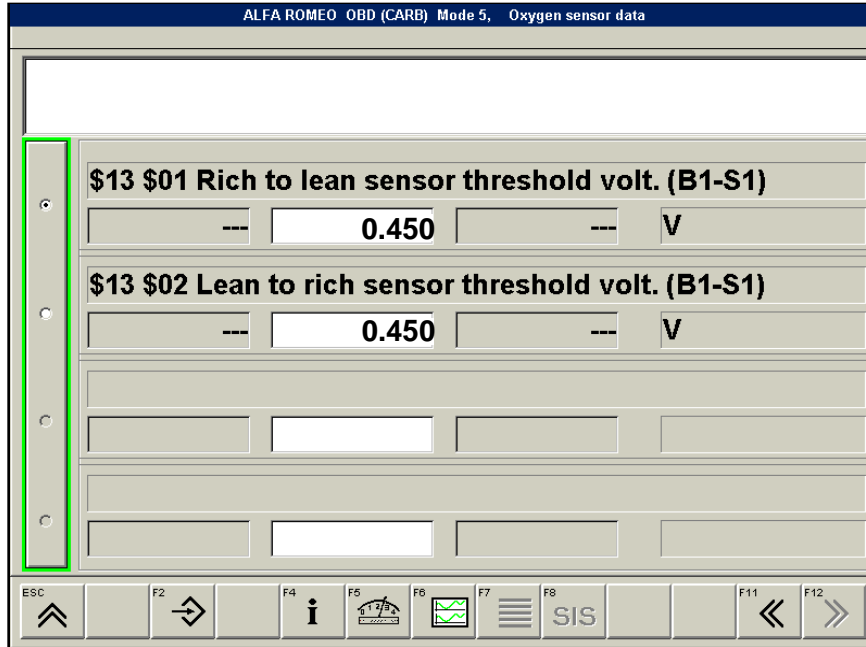 ALFA ROMEO OBD (CARB) Mode 5, Oxygen sensor data
$13 $01 Rich to lean sensor threshold volt. (B1-S1)
--- 0.450 --- V
$13 $02 Lean to rich sensor threshold volt. (B1-S1)
--- 0.450 --- V
ESC F2 F4 i F5 F6 F7 F8 SIS F11 F12